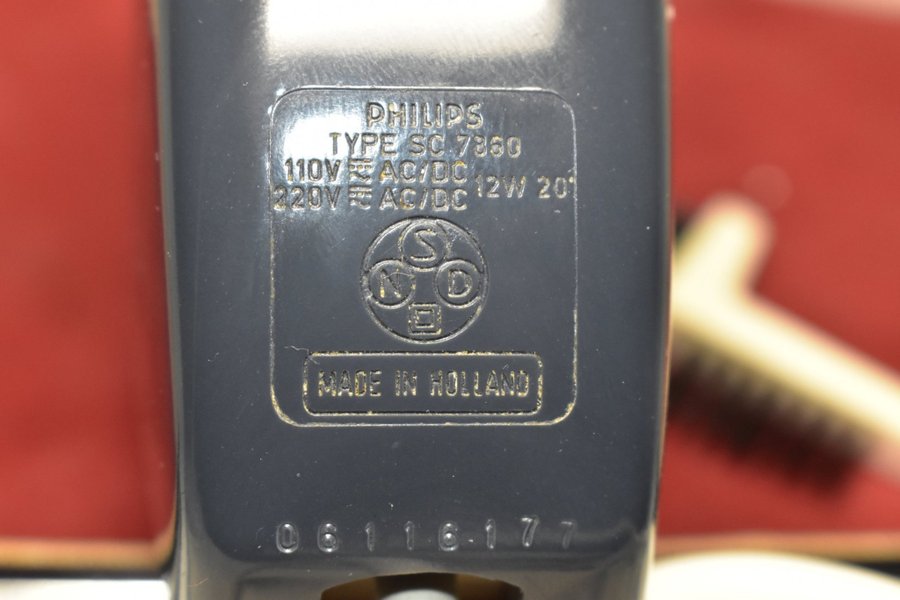 PHILIPS
TYPE SC 7860
110V AC/DC
220V AC/DC
12W 20'
S
N D
MADE IN HOLLAND
06116177